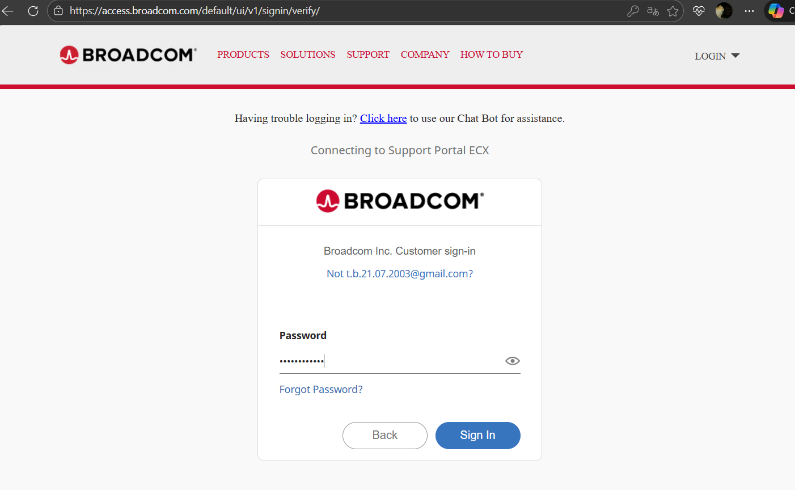 https://access.broadcom.com/default/ui/v1/signin/verify/
BROADCOM® PRODUCTS SOLUTIONS SUPPORT COMPANY HOW TO BUY LOGIN
Having trouble logging in? Click here to use our Chat Bot for assistance.
Connecting to Support Portal ECX
BROADCOM®
Broadcom Inc. Customer sign-in
Not t.b.21.07.2003@gmail.com?
Password
••••••••••••
Forgot Password?
Back Sign In